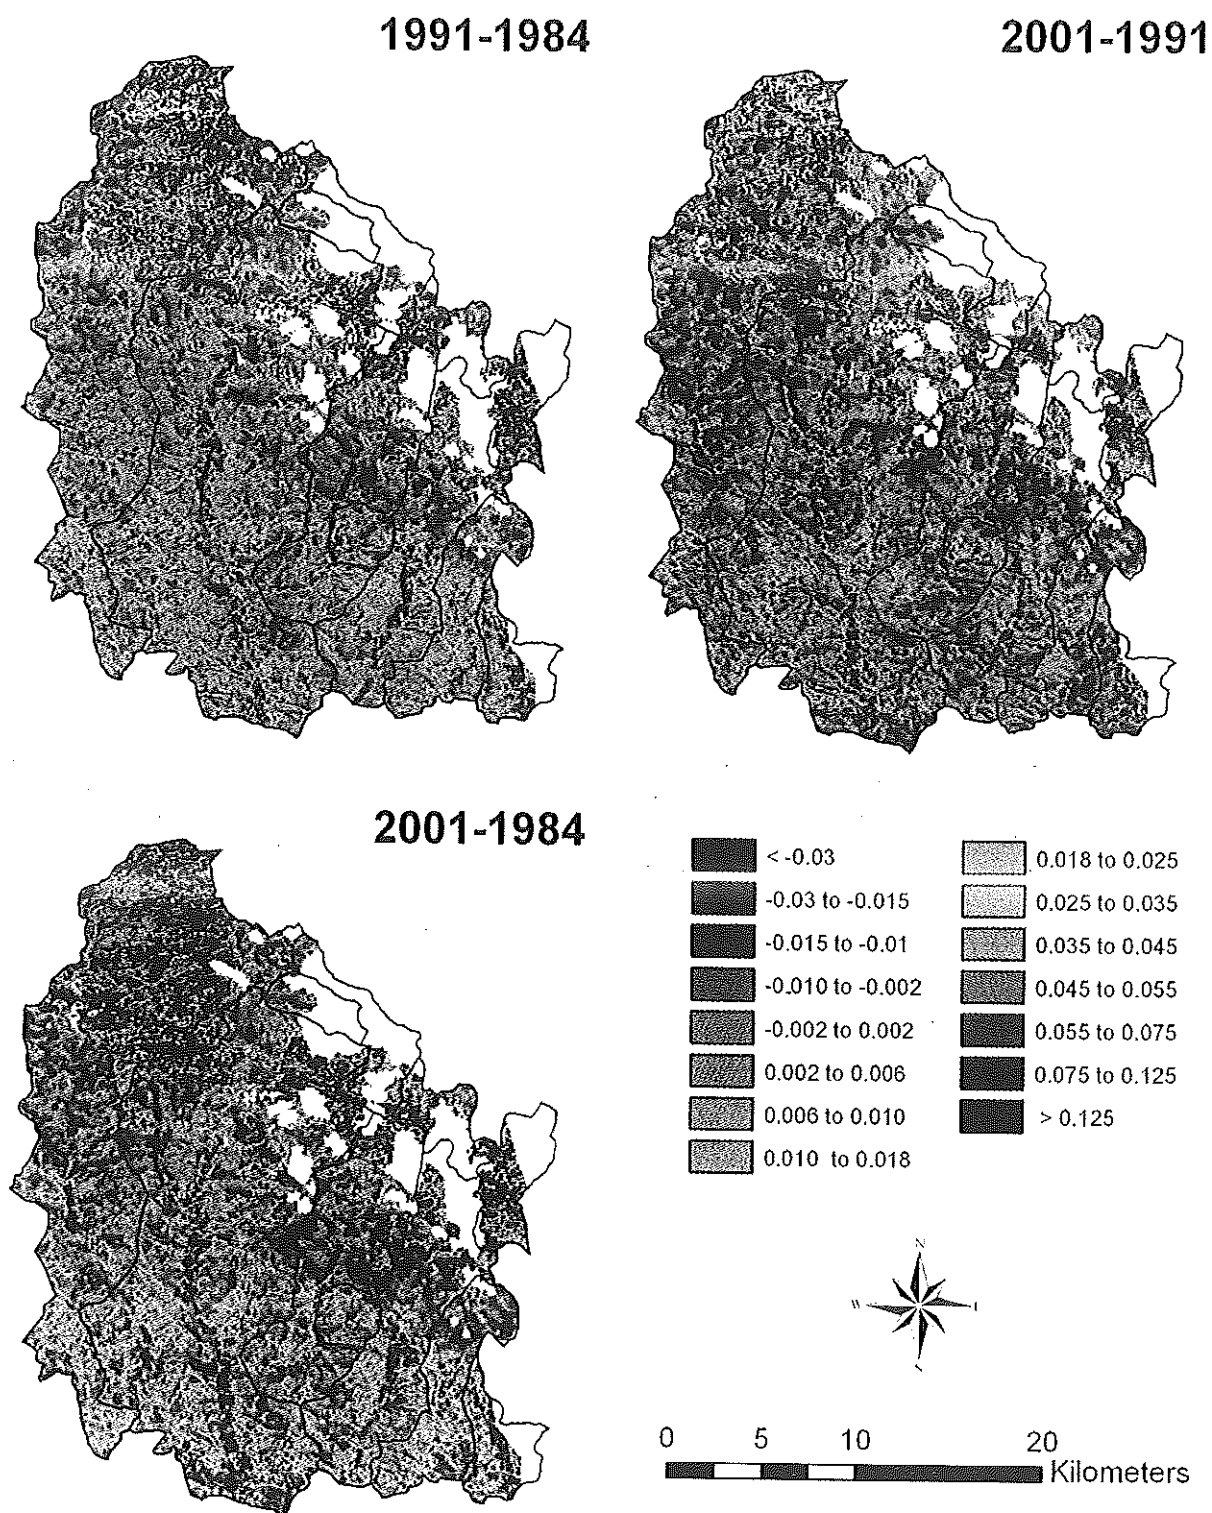 1991-1984
2001-1991
2001-1984
< -0.03
-0.03 to -0.015
-0.015 to -0.01
-0.010 to -0.002
-0.002 to 0.002
0.002 to 0.006
0.006 to 0.010
0.010 to 0.018
0.018 to 0.025
0.025 to 0.035
0.035 to 0.045
0.045 to 0.055
0.055 to 0.075
0.075 to 0.125
> 0.125
N
W
0 5 10 20
Kilometers